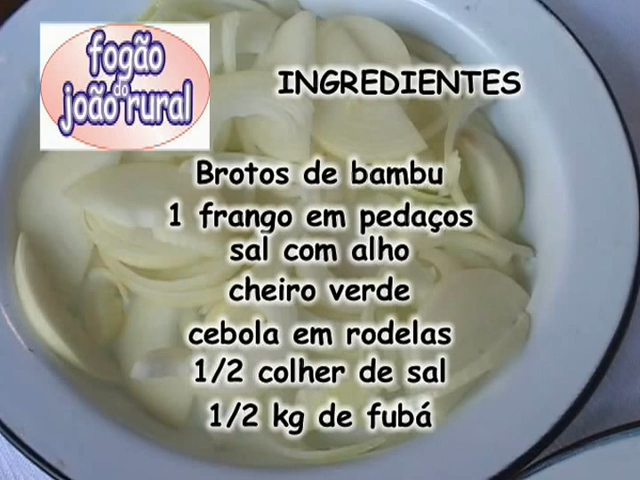 fogão
do
joão rural
INGREDIENTES
Brotos de bambu
1 frango em pedaços
sal com alho
cheiro verde
cebola em rodelas
1/2 colher de sal
1/2 kg de fubá